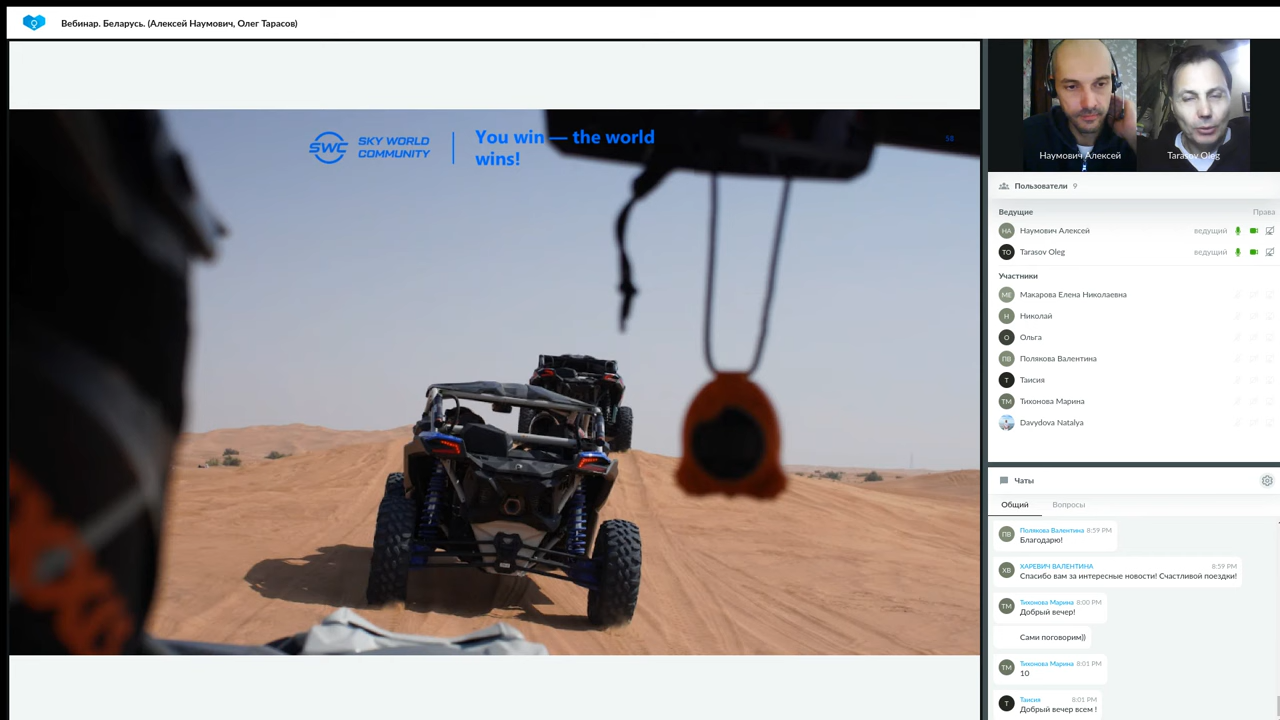 Вебинар. Беларусь. (Алексей Наумович, Олег Тарасов)
SWC
SKY WORLD
COMMUNITY
You win — the world
wins!
58
Наумович Алексей
Tarasov Oleg
Пользователи 9
Ведущие Права
НА Наумович Алексей ведущий
TO Tarasov Oleg ведущий
Участники
МЕ Макарова Елена Николаевна
Н Николай
О Ольга
ПВ Полякова Валентина
Т Таисия
ТМ Тихонова Марина
Davydova Natalya
Чаты
Общий Вопросы
ПВ Полякова Валентина 8:59 PM
Благодарю!
ХВ ХАРЕВИЧ ВАЛЕНТИНА 8:59 PM
Спасибо вам за интересные новости! Счастливой поездки!
ТМ Тихонова Марина 8:00 PM
Добрый вечер!
Сами поговорим))
ТМ Тихонова Марина 8:01 PM
10
Т Таисия 8:01 PM
Добрый вечер всем !